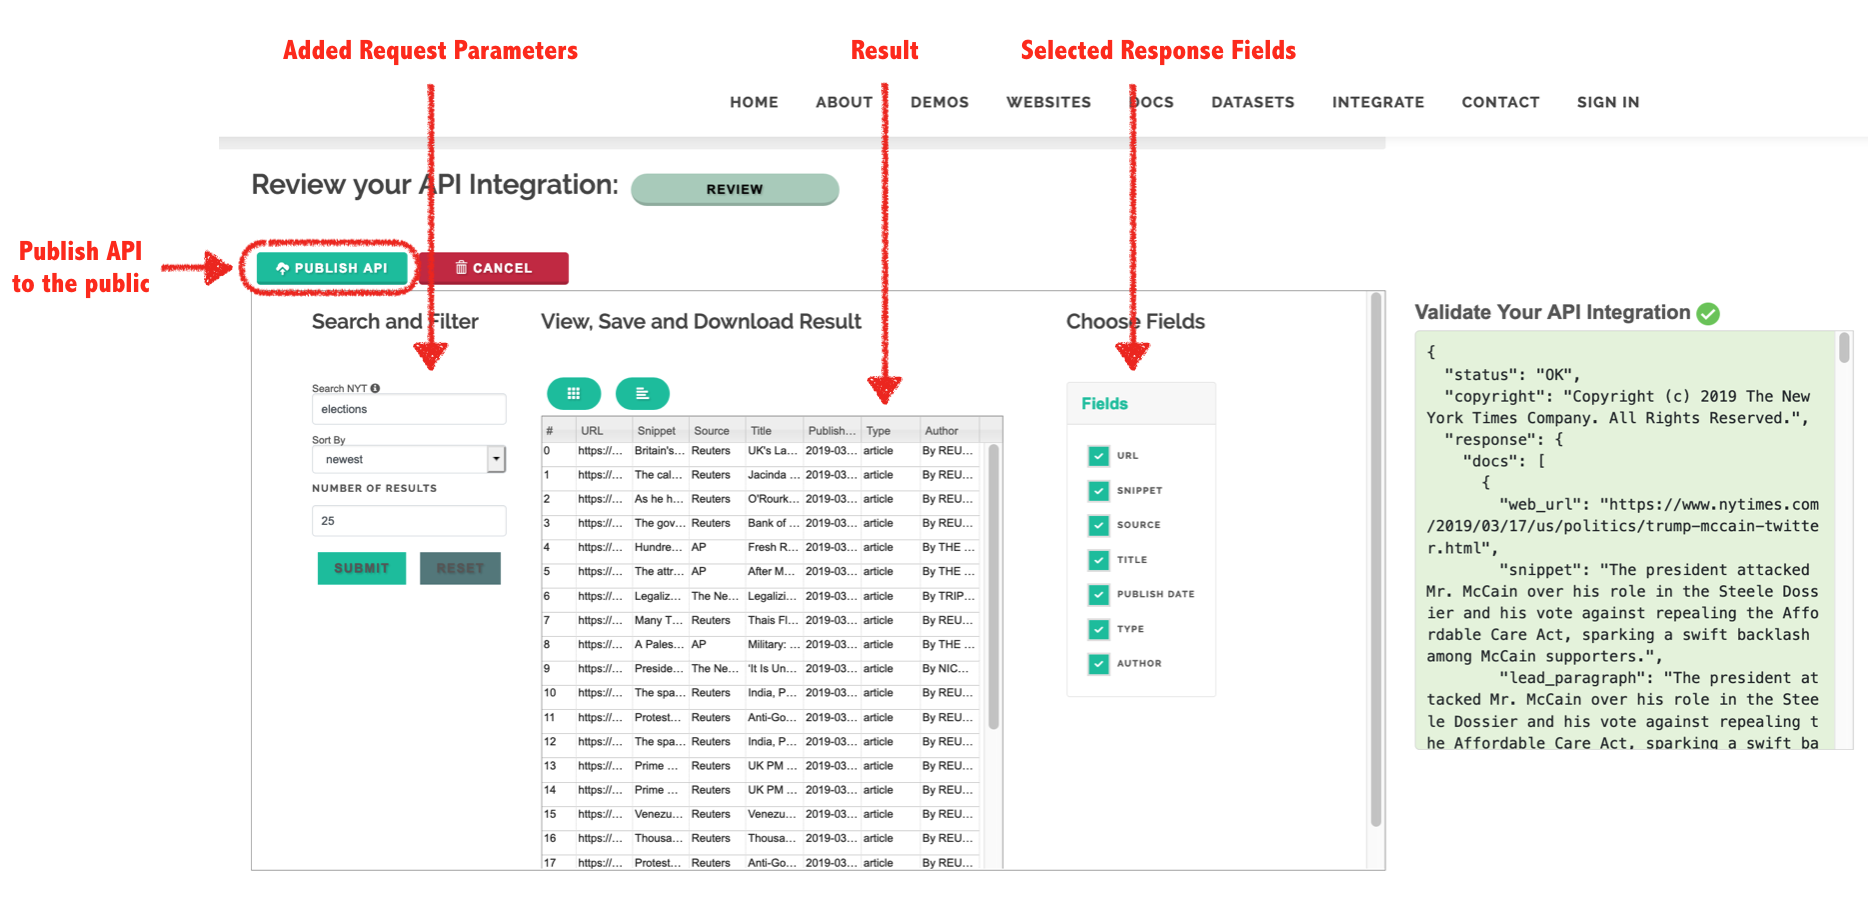 Added Request Parameters
Result
Selected Response Fields
HOME ABOUT DEMOS WEBSITES DOCS DATASETS INTEGRATE CONTACT SIGN IN
Review your API Integration:
REVIEW
Publish API
to the public
PUBLISH API
CANCEL
Search and Filter
Search NYT
elections
Sort By
newest
NUMBER OF RESULTS
25
SUBMIT
RESET
View, Save and Download Result
# URL Snippet Source Title Publish... Type Author
0 https://... Britain's... Reuters UK's La... 2019-03... article By REU...
1 https://... The cal... Reuters Jacinda ... 2019-03... article By REU...
2 https://... As he h... Reuters O'Rourk... 2019-03... article By REU...
3 https://... The gov... Reuters Bank of ... 2019-03... article By REU...
4 https://... Hundre... AP Fresh R... 2019-03... article By THE ...
5 https://... The attr... AP After M... 2019-03... article By THE ...
6 https://... Legaliz... The Ne... Legalizi... 2019-03... article By TRIP...
7 https://... Many T... Reuters Thais Fl... 2019-03... article By REU...
8 https://... A Pales... AP Military: ... 2019-03... article By THE ...
9 https://... Preside... The Ne... 'It Is Un... 2019-03... article By NIC...
10 https://... The spa... Reuters India, P... 2019-03... article By REU...
11 https://... Protest... Reuters Anti-Go... 2019-03... article By REU...
12 https://... The spa... Reuters India, P... 2019-03... article By REU...
13 https://... Prime ... Reuters UK PM ... 2019-03... article By REU...
14 https://... Prime ... Reuters UK PM ... 2019-03... article By REU...
15 https://... Venezu... Reuters Venezu... 2019-03... article By REU...
16 https://... Thousa... Reuters Thousa... 2019-03... article By REU...
17 https://... Protest... Reuters Anti-Go... 2019-03... article By REU...
Choose Fields
Fields
URL
SNIPPET
SOURCE
TITLE
PUBLISH DATE
TYPE
AUTHOR
Validate Your API Integration
{
"status": "OK",
"copyright": "Copyright (c) 2019 The New
York Times Company. All Rights Reserved.",
"response": {
"docs": [
{
"web_url": "https://www.nytimes.com
/2019/03/17/us/politics/trump-mccain-twitte
r.html",
"snippet": "The president attacked
Mr. McCain over his role in the Steele Doss
ier and his vote against repealing the Affo
rdable Care Act, sparking a swift backlash
among McCain supporters.",
"lead_paragraph": "The president at
tacked Mr. McCain over his role in the Stee
le Dossier and his vote against repealing t
he Affordable Care Act, sparking a swift ba